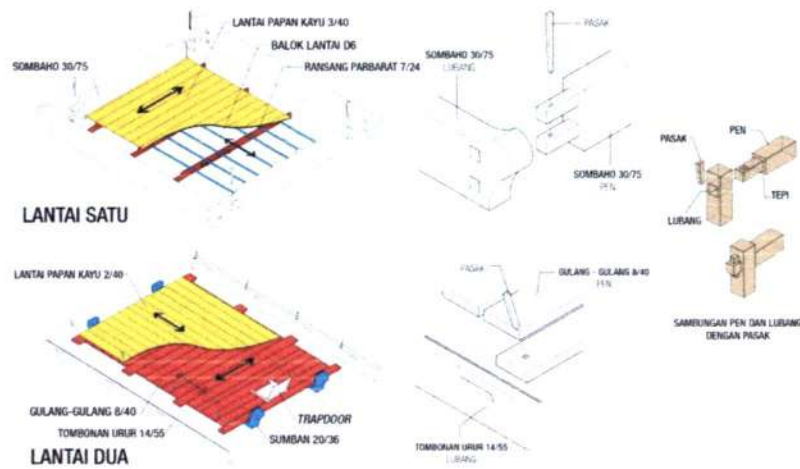 LANTAI PAPAN KAYU 3/40
BALOK LANTAI D6
SOMBAHO 30/75
RANSANG PARBARAT 7/24
LANTAI SATU
PASAK
SOMBAHO 30/75
LUBANG
SOMBAHO 30/75
PEN
PEN
PASAK
TEPI
LUBANG
LANTAI PAPAN KAYU 2/40
GULANG-GULANG 8/40
TRAPDOOR
TOMBONAN URUR 14/55
SUMBAN 20/36
LANTAI DUA
PASAK
GULANG - GULANG 8/40
PEN
TOMBONAN URUR 14/55
LUBANG
SAMBUNGAN PEN DAN LUBANG
DENGAN PASAK